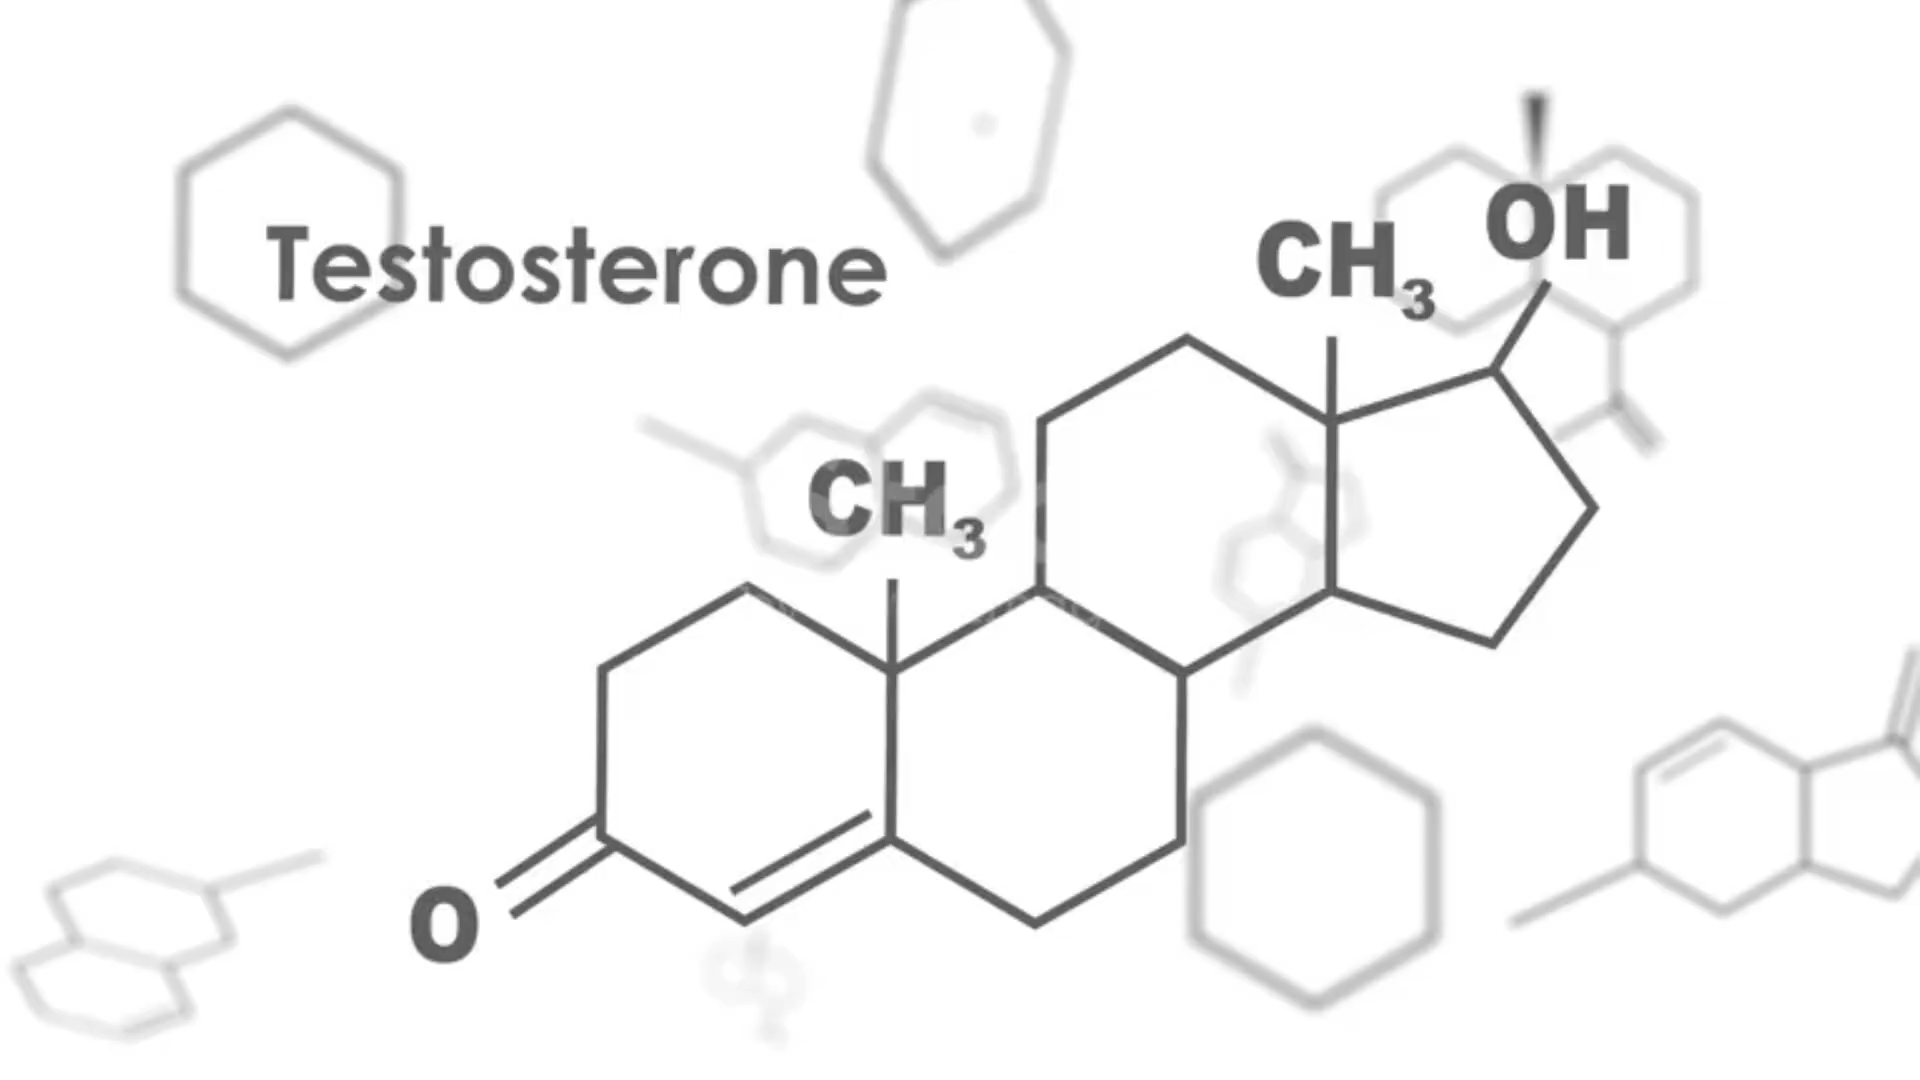 Testosterone
OH
CH₃
CH₃
O